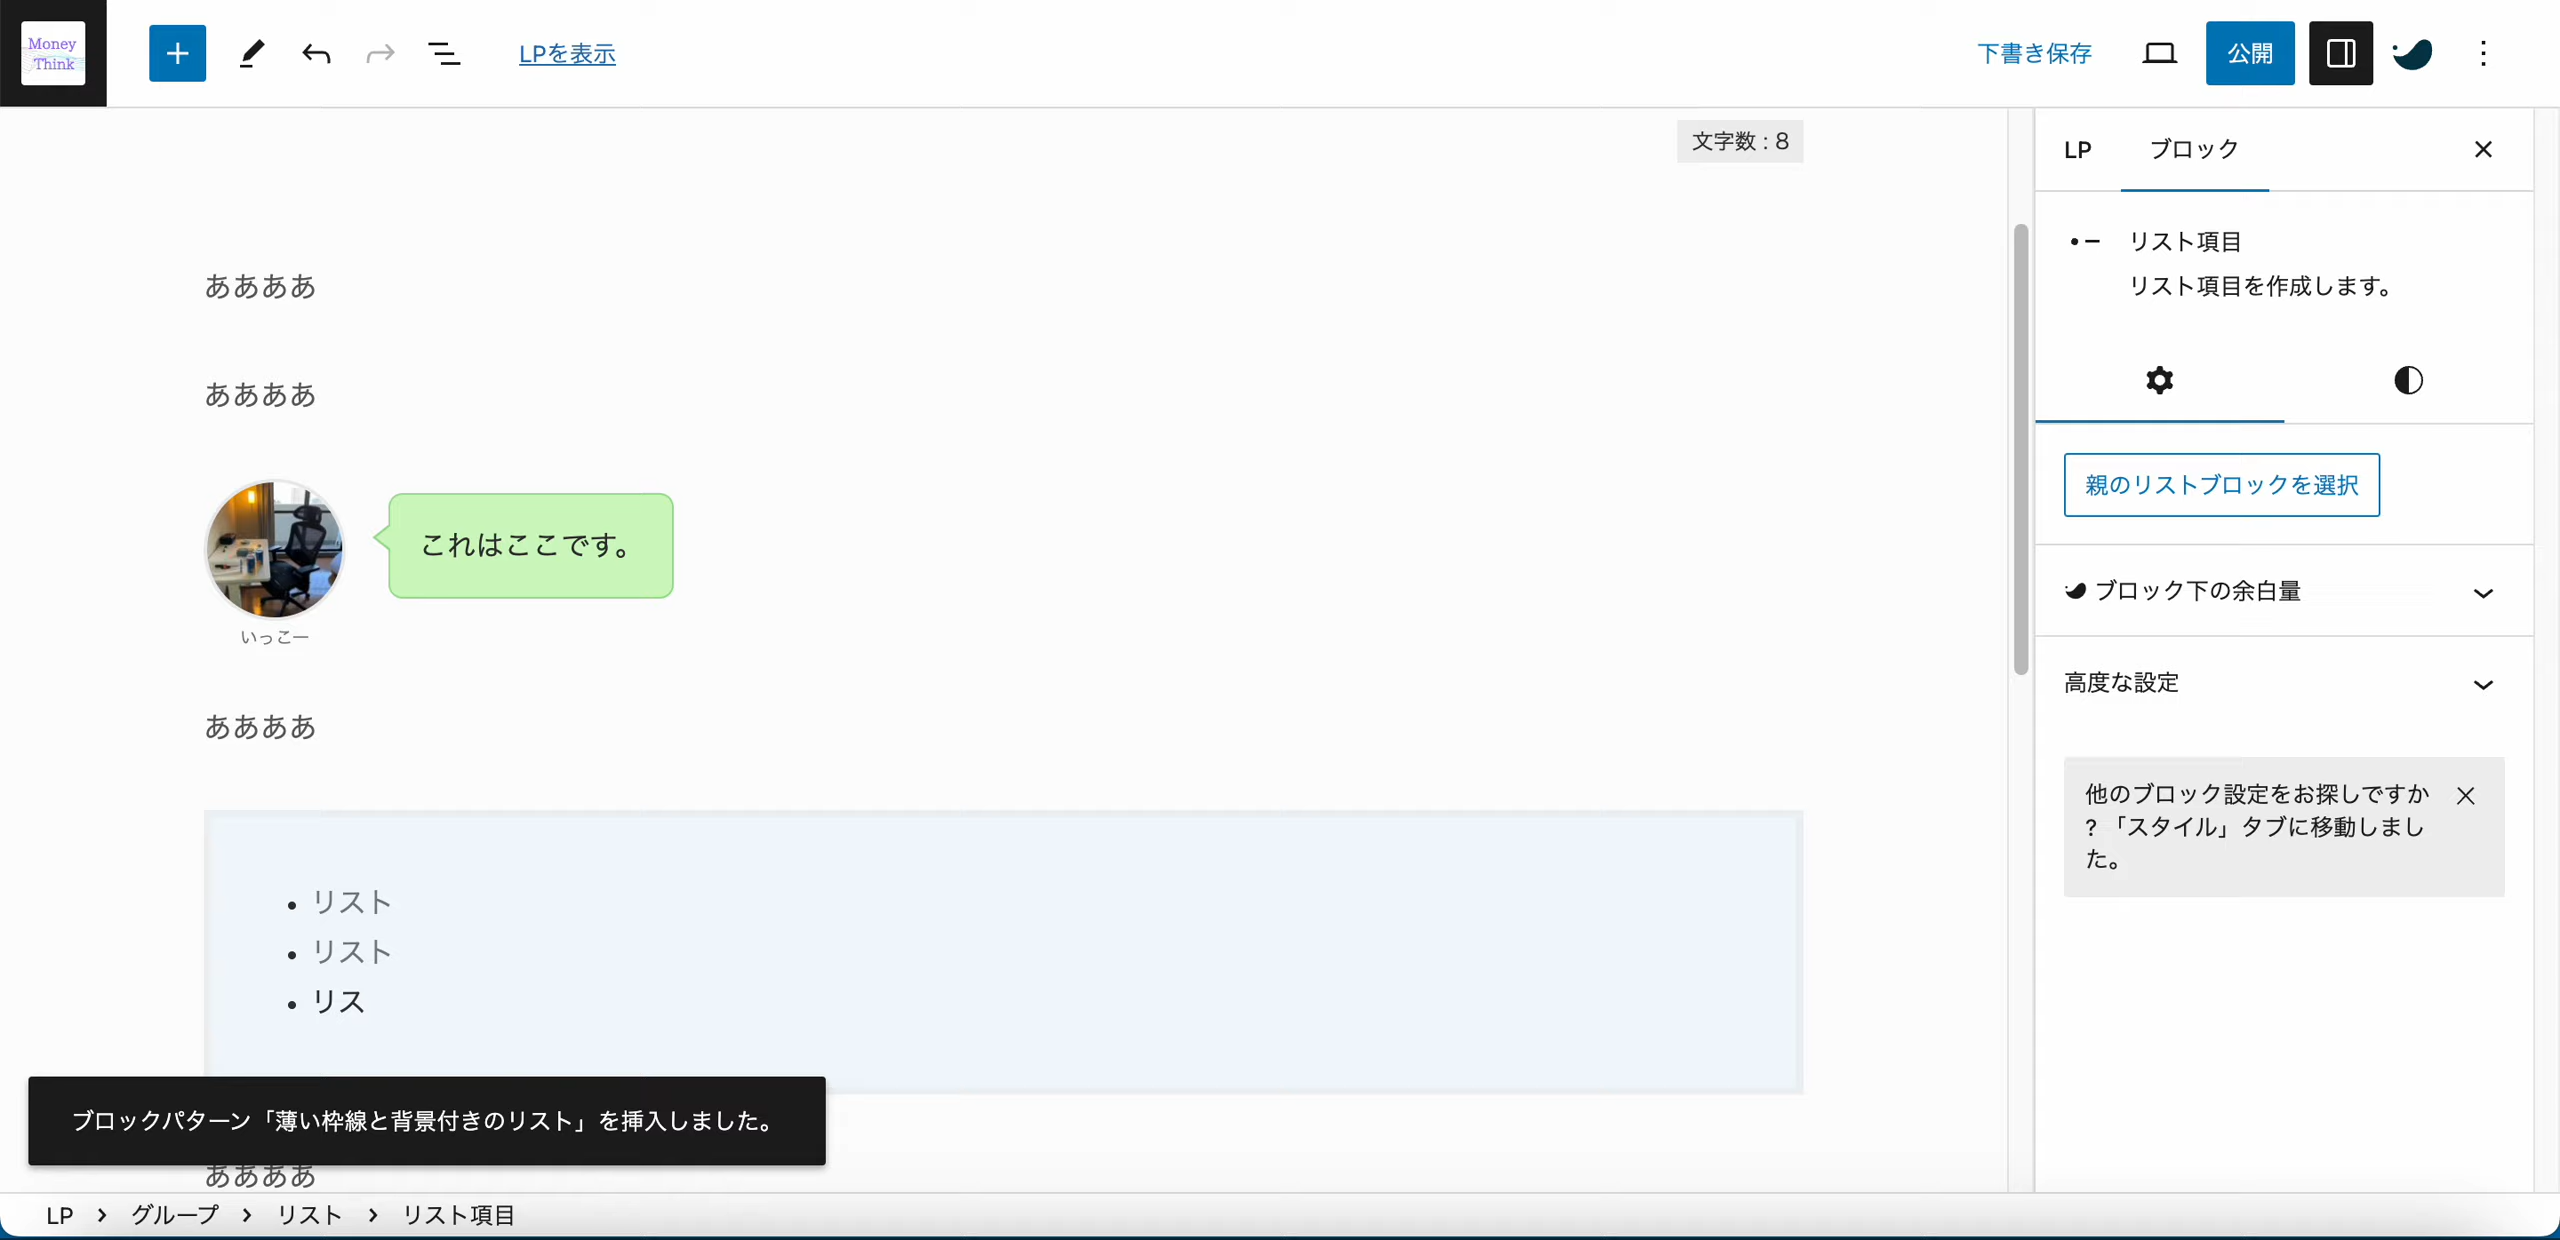 Money
Think
LPを表示
下書き保存
公開
文字数 : 8
ああああ
ああああ
これはここです。
いっこー
ああああ
リスト
リスト
リス
ブロックパターン「薄い枠線と背景付きのリスト」を挿入しました。
ああああ
LP › グループ › リスト › リスト項目
LP ブロック
リスト項目
リスト項目を作成します。
親のリストブロックを選択
ブロック下の余白量
高度な設定
他のブロック設定をお探しですか
?「スタイル」タブに移動しまし
た。